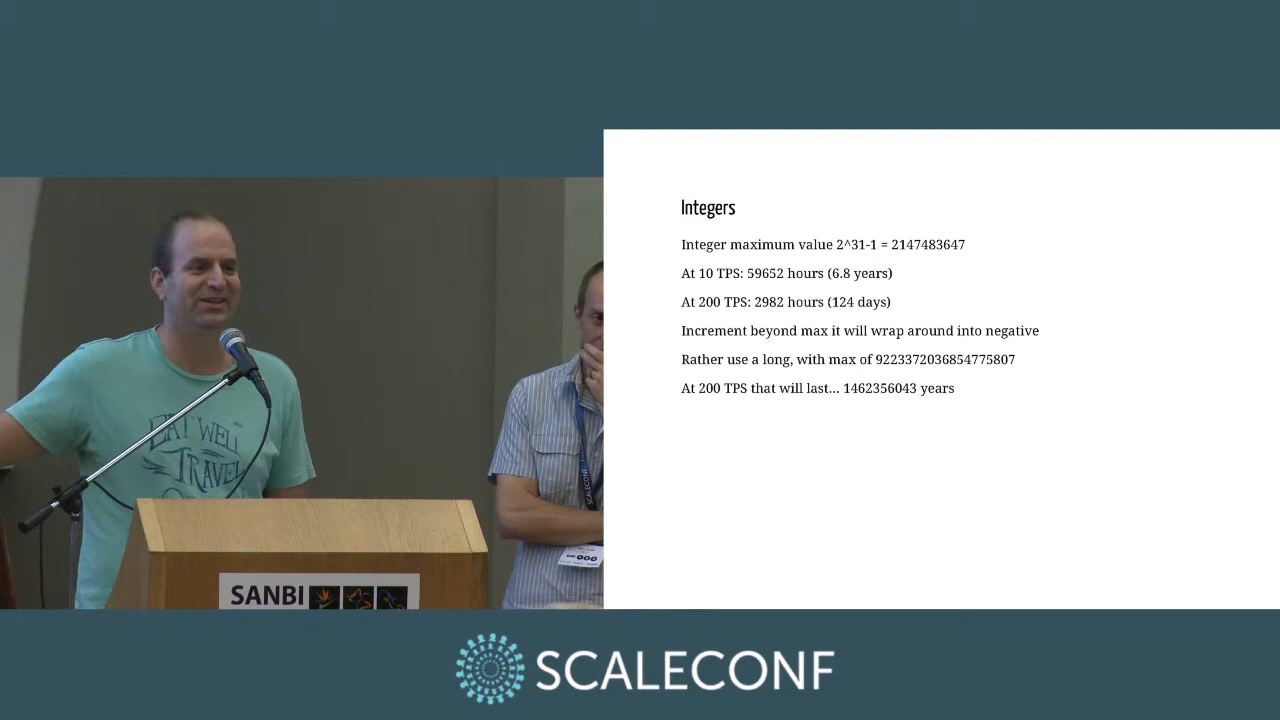 Integers
Integer maximum value 2^31-1 = 2147483647
At 10 TPS: 59652 hours (6.8 years)
At 200 TPS: 2982 hours (124 days)
Increment beyond max it will wrap around into negative
Rather use a long, with max of 9223372036854775807
At 200 TPS that will last... 1462356043 years
EAT WELL
TRAVEL
SCALECONF
SANBI
SCALECONF